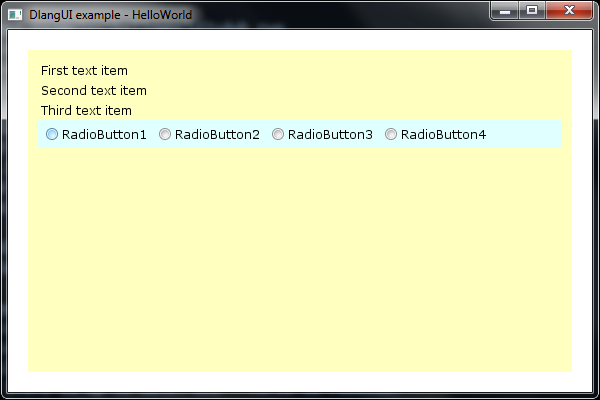 DlangUI example - HelloWorld
First text item
Second text item
Third text item
RadioButton1 RadioButton2 RadioButton3 RadioButton4